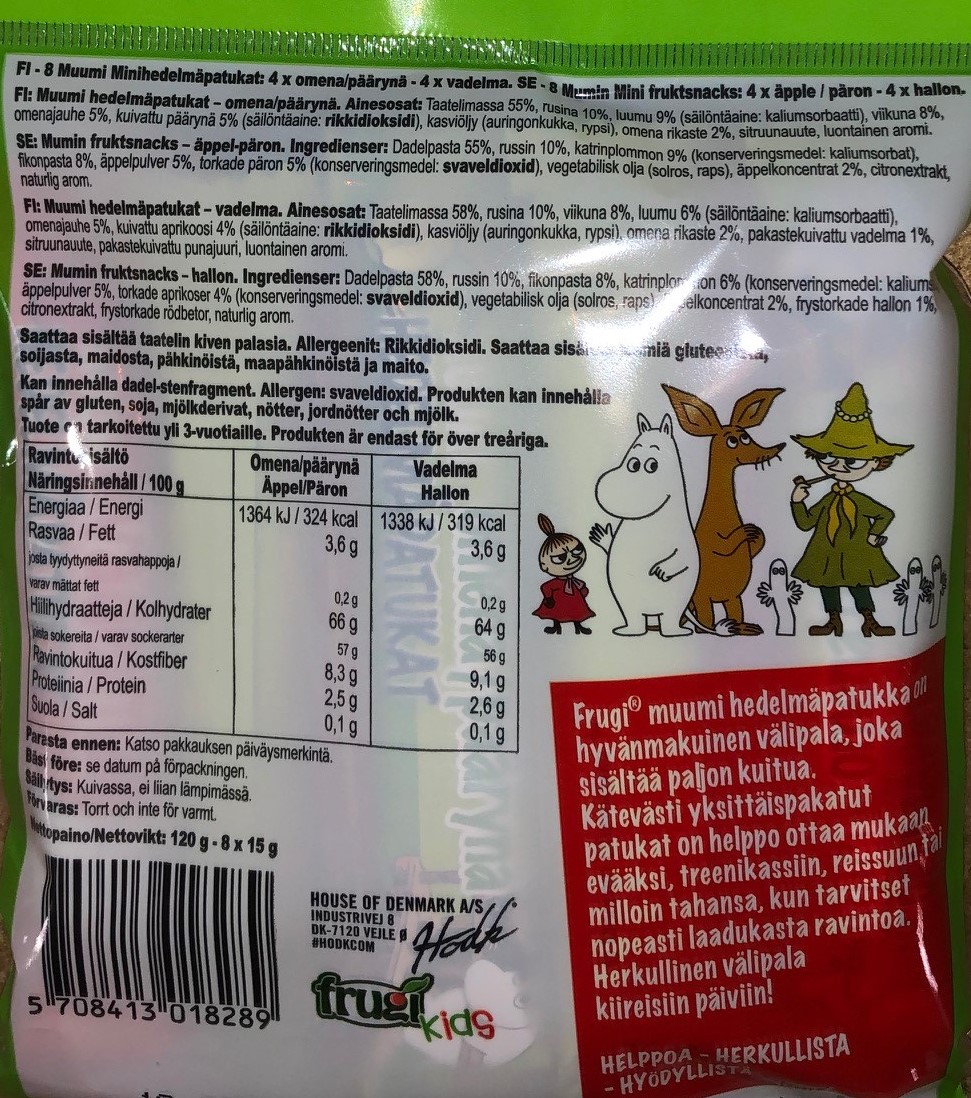 FI - 8 Muumi Minihedelmäpatukat: 4 x omena/päärynä - 4 x vadelma. SE - 8 Mumin Mini fruktsnacks: 4 x äpple / päron - 4 x hallon.
FI: Muumi hedelmäpatukat – omena/päärynä. Ainesosat: Taatelimassa 55%, rusina 10%, luumu 9% (säilöntäaine: kaliumsorbaatti), viikuna 8%,
omenajauhe 5%, kuivattu päärynä 5% (säilöntäaine: rikkidioksidi), kasviöljy (auringonkukka, rypsi), omena rikaste 2%, sitruunauute, luontainen aromi.
SE: Mumin fruktsnacks – äppel-päron. Ingredienser: Dadelpasta 55%, russin 10%, katrinplommon 9% (konserveringsmedel: kaliumsorbat),
fikonpasta 8%, äppelpulver 5%, torkade päron 5% (konserveringsmedel: svaveldioxid), vegetabilisk olja (solros, raps), äppelkoncentrat 2%, citronextrakt,
naturlig arom.
FI: Muumi hedelmäpatukat – vadelma. Ainesosat: Taatelimassa 58%, rusina 10%, viikuna 8%, luumu 6% (säilöntäaine: kaliumsorbaatti),
omenajauhe 5%, kuivattu aprikoosi 4% (säilöntäaine: rikkidioksidi), kasviöljy (auringonkukka, rypsi), omena rikaste 2%, pakastekuivattu vadelma 1%,
sitruunauute, pakastekuivattu punajuuri, luontainen aromi.
SE: Mumin fruktsnacks – hallon. Ingredienser: Dadelpasta 58%, russin 10%, fikonpasta 8%, 6% (konserveringsmedel:
äppelpulver 5%, torkade aprikoser 4% (konserveringsmedel: svaveldioxid), vegetabilisk olja (solros, raps), 2%, frystorkade hallon 1%,
citronextrakt, frystorkade rödbetor, naturlig arom.
Saattaa sisältää taatelin kiven palasia. Allergeenit: Rikkidioksidi. Saattaa
soijasta, maidosta, pähkinöistä, maapähkinöistä ja maito.
Kan innehålla dadel-stenfragment. Allergen: svaveldioxid. Produkten kan innehålla
spår av gluten, soja, mjölkderivat, nötter, jordnötter och mjölk.
Tuote on tarkoitettu yli 3-vuotiaille. Produkten är endast för över treåriga.
Ravintosisältö
Näringsinnehåll / 100 g
Omena/päärynä
Äppel/Päron
Vadelma
Hallon
Energiaa / Energi 1364 kJ / 324 kcal 1338 kJ / 319 kcal
Rasvaa / Fett 3,6 g 3,6 g
josta tyydyttyneitä rasvahappoja /
varav mättat fett 0,2 g 0,2 g
Hiilihydraatteja / Kolhydrater 66 g 64 g
joista sokereita / varav sockerarter 57 g 56 g
Ravintokuitua / Kostfiber 8,3 g 9,1 g
Proteiinia / Protein 2,5 g 2,6 g
Suola / Salt 0,1 g 0,1 g
Parasta ennen: Katso pakkauksen päiväysmerkintä.
Bäst före: se datum på förpackningen.
Säilytys: Kuivassa, ei liian lämpimässä.
Förvaras: Torrt och inte för varmt.
Nettopaino/Nettovikt: 120 g - 8 x 15 g
5 708413 018289
HOUSE OF DENMARK A/S
INDUSTRIVEJ 8
DK-7120 VEJLE Ø
#HODKCOM
Hodk
frugi
kids
Frugi® muumi hedelmäpatukka on
hyvänmakuinen välipala, joka
sisältää paljon kuitua.
Kätevästi yksittäispakatut
patukat on helppo ottaa mukaan
evääksi, treenikassiin, reissuun tai
milloin tahansa, kun tarvitset
nopeasti laadukasta ravintoa.
Herkullinen välipala
kiireisiin päiviin!
HELPPOA - HERKULLISTA
- HYÖDYLLISTÄ